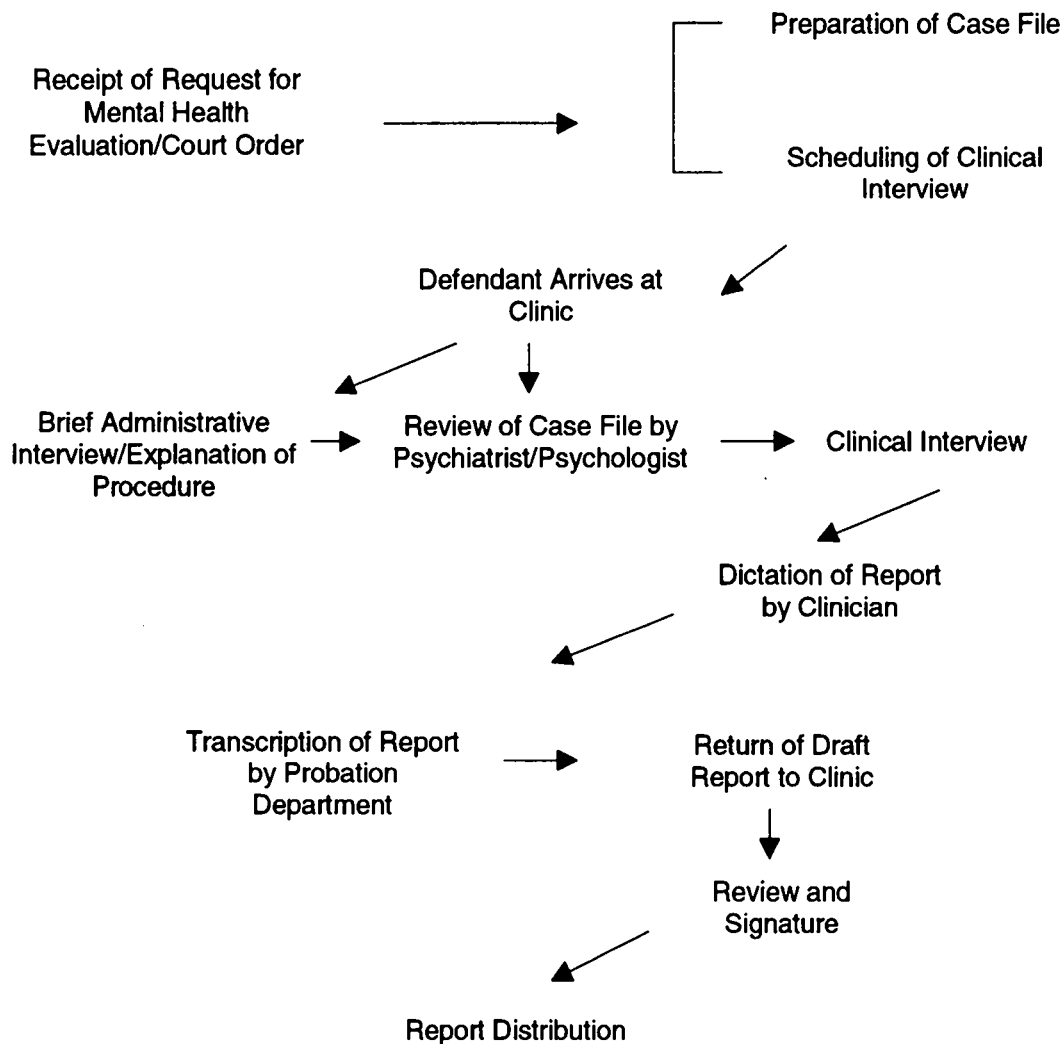 Preparation of Case File
Receipt of Request for
Mental Health
Evaluation/Court Order
Scheduling of Clinical
Interview
Defendant Arrives at
Clinic
Brief Administrative
Interview/Explanation of
Procedure
Review of Case File by
Psychiatrist/Psychologist
Clinical Interview
Dictation of Report
by Clinician
Transcription of Report
by Probation
Department
Return of Draft
Report to Clinic
Review and
Signature
Report Distribution